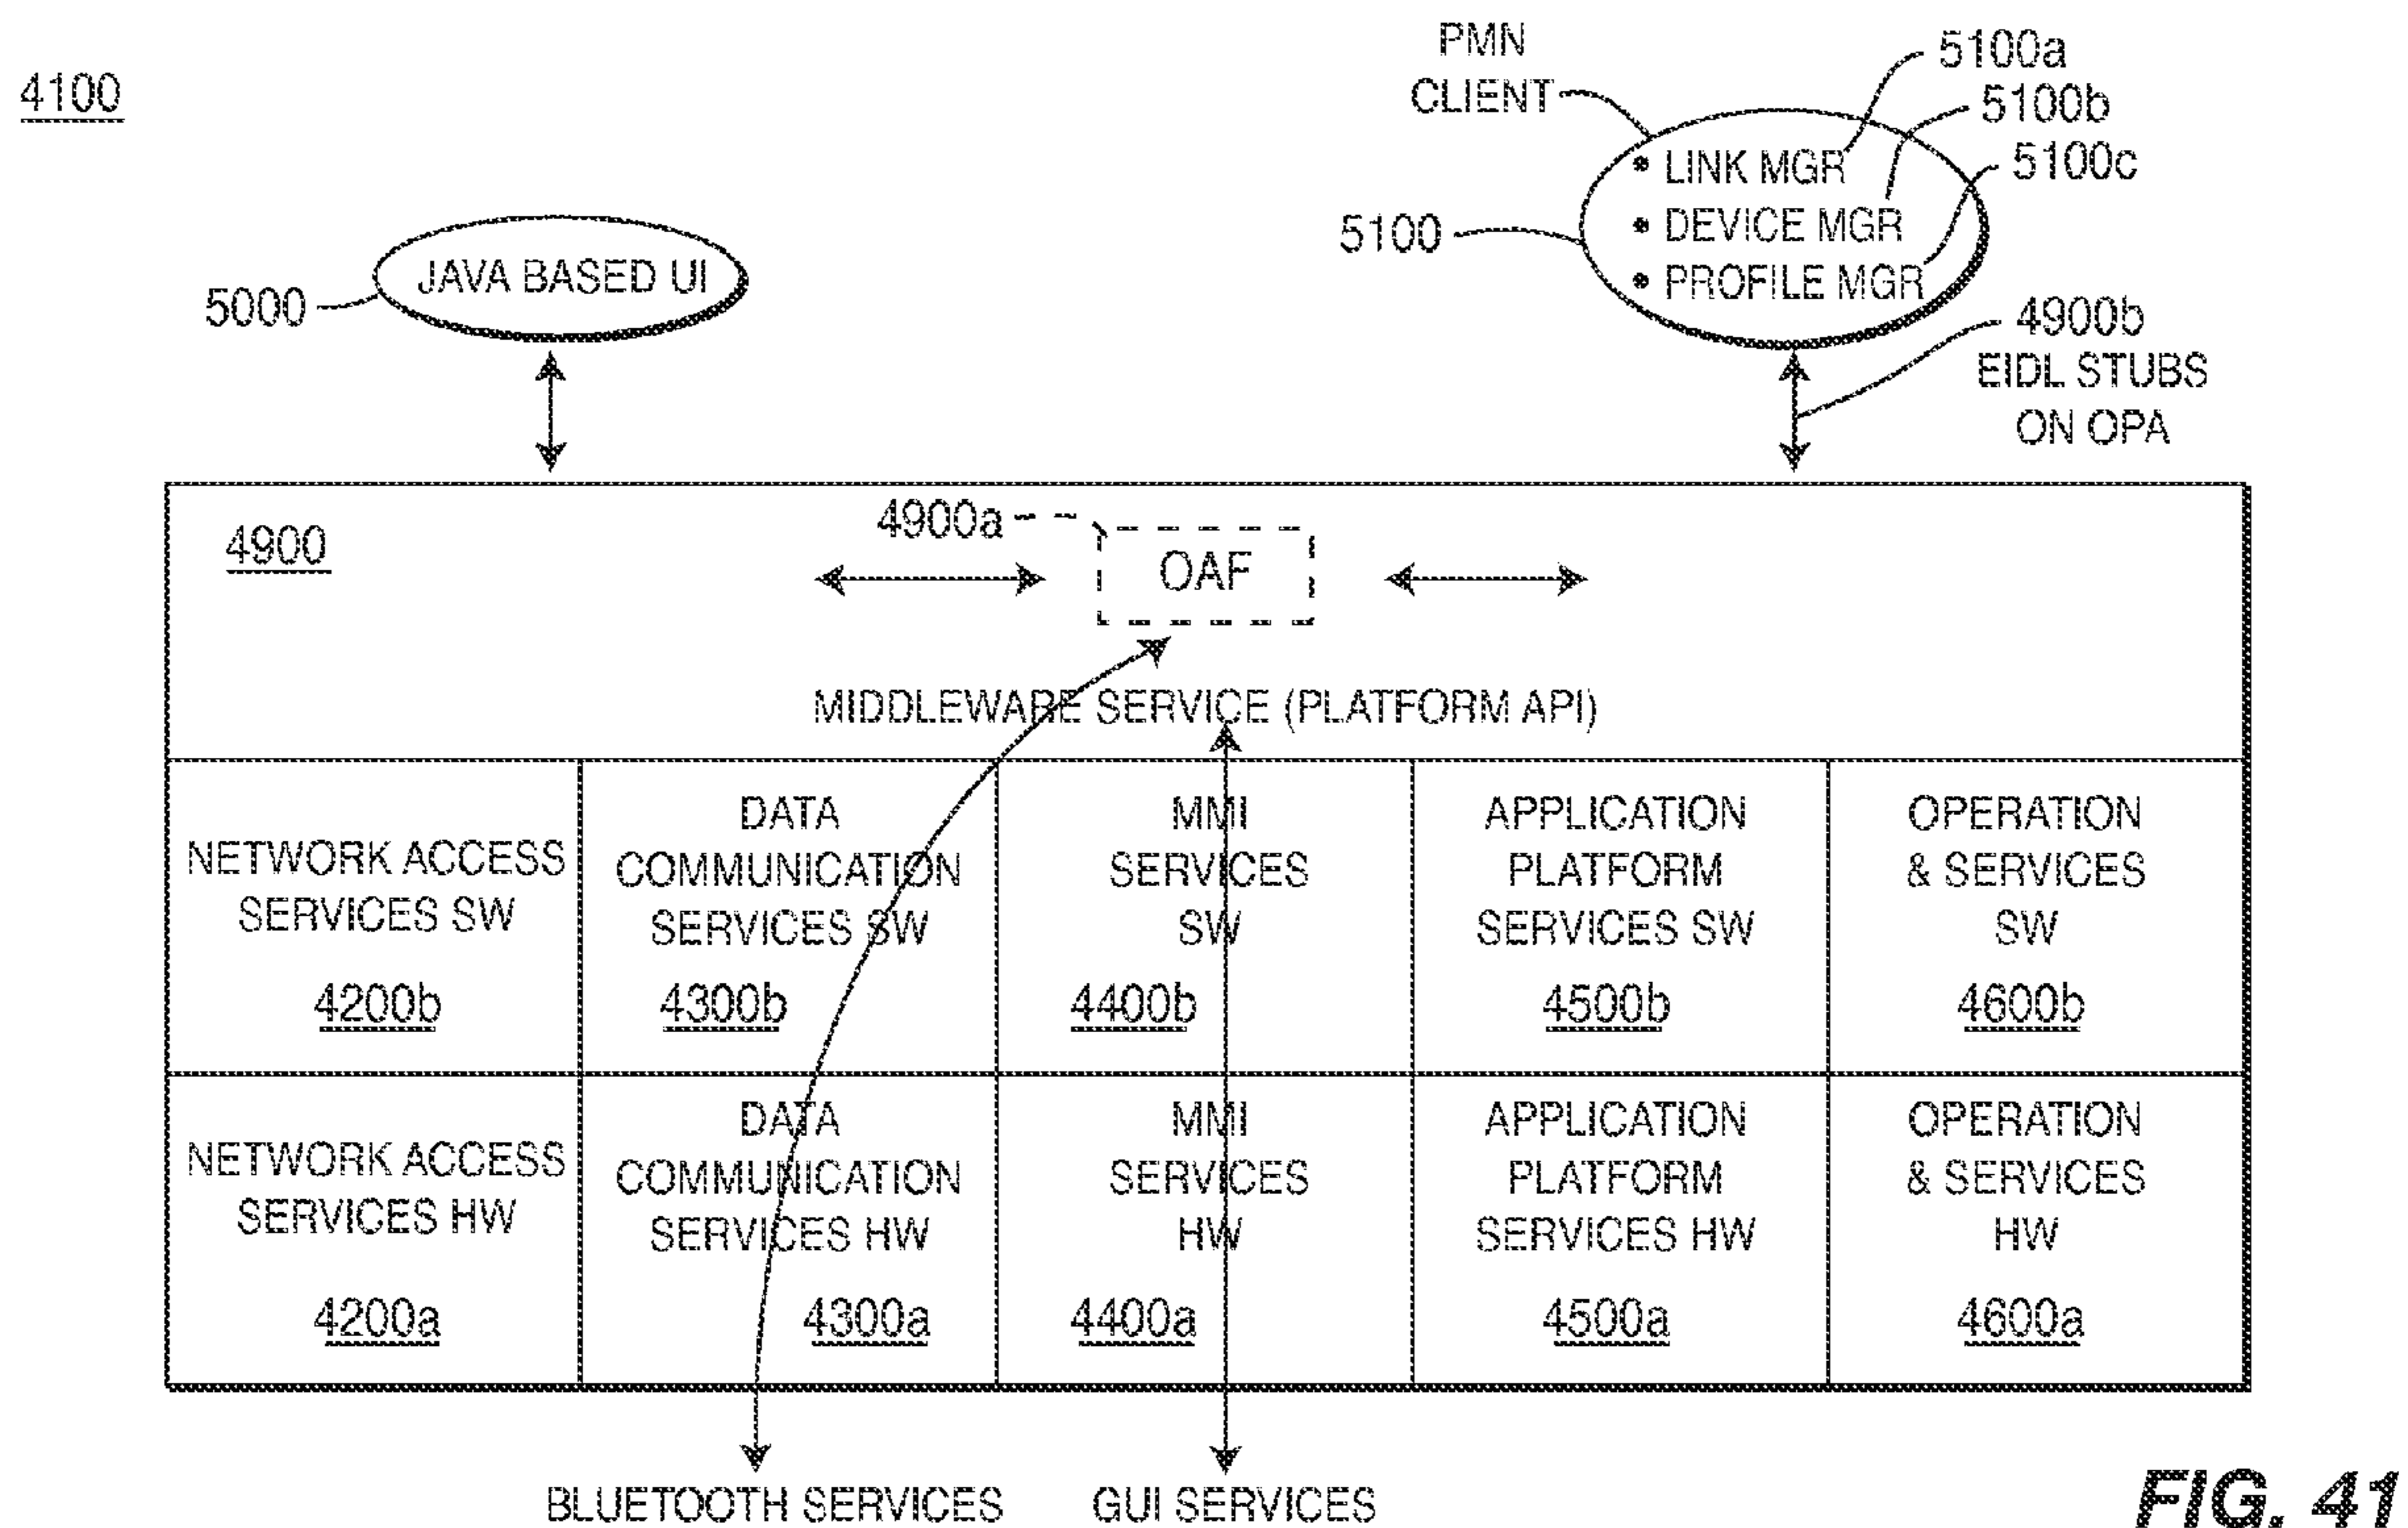 4100
PMN
CLIENT
5100a
5100b
5100c
• LINK MGR
• DEVICE MGR
• PROFILE MGR
5100
JAVA BASED UI
5000
4900b
EIDL STUBS
ON OPA
4900
4900a
OAF
MIDDLEWARE SERVICE (PLATFORM API)
NETWORK ACCESS
SERVICES SW
4200b
DATA
COMMUNICATION
SERVICES SW
4300b
MMI
SERVICES
SW
4400b
APPLICATION
PLATFORM
SERVICES SW
4500b
OPERATION
& SERVICES
SW
4600b
NETWORK ACCESS
SERVICES HW
4200a
DATA
COMMUNICATION
SERVICES HW
4300a
MMI
SERVICES
HW
4400a
APPLICATION
PLATFORM
SERVICES HW
4500a
OPERATION
& SERVICES
HW
4600a
BLUETOOTH SERVICES
GUI SERVICES
FIG. 41